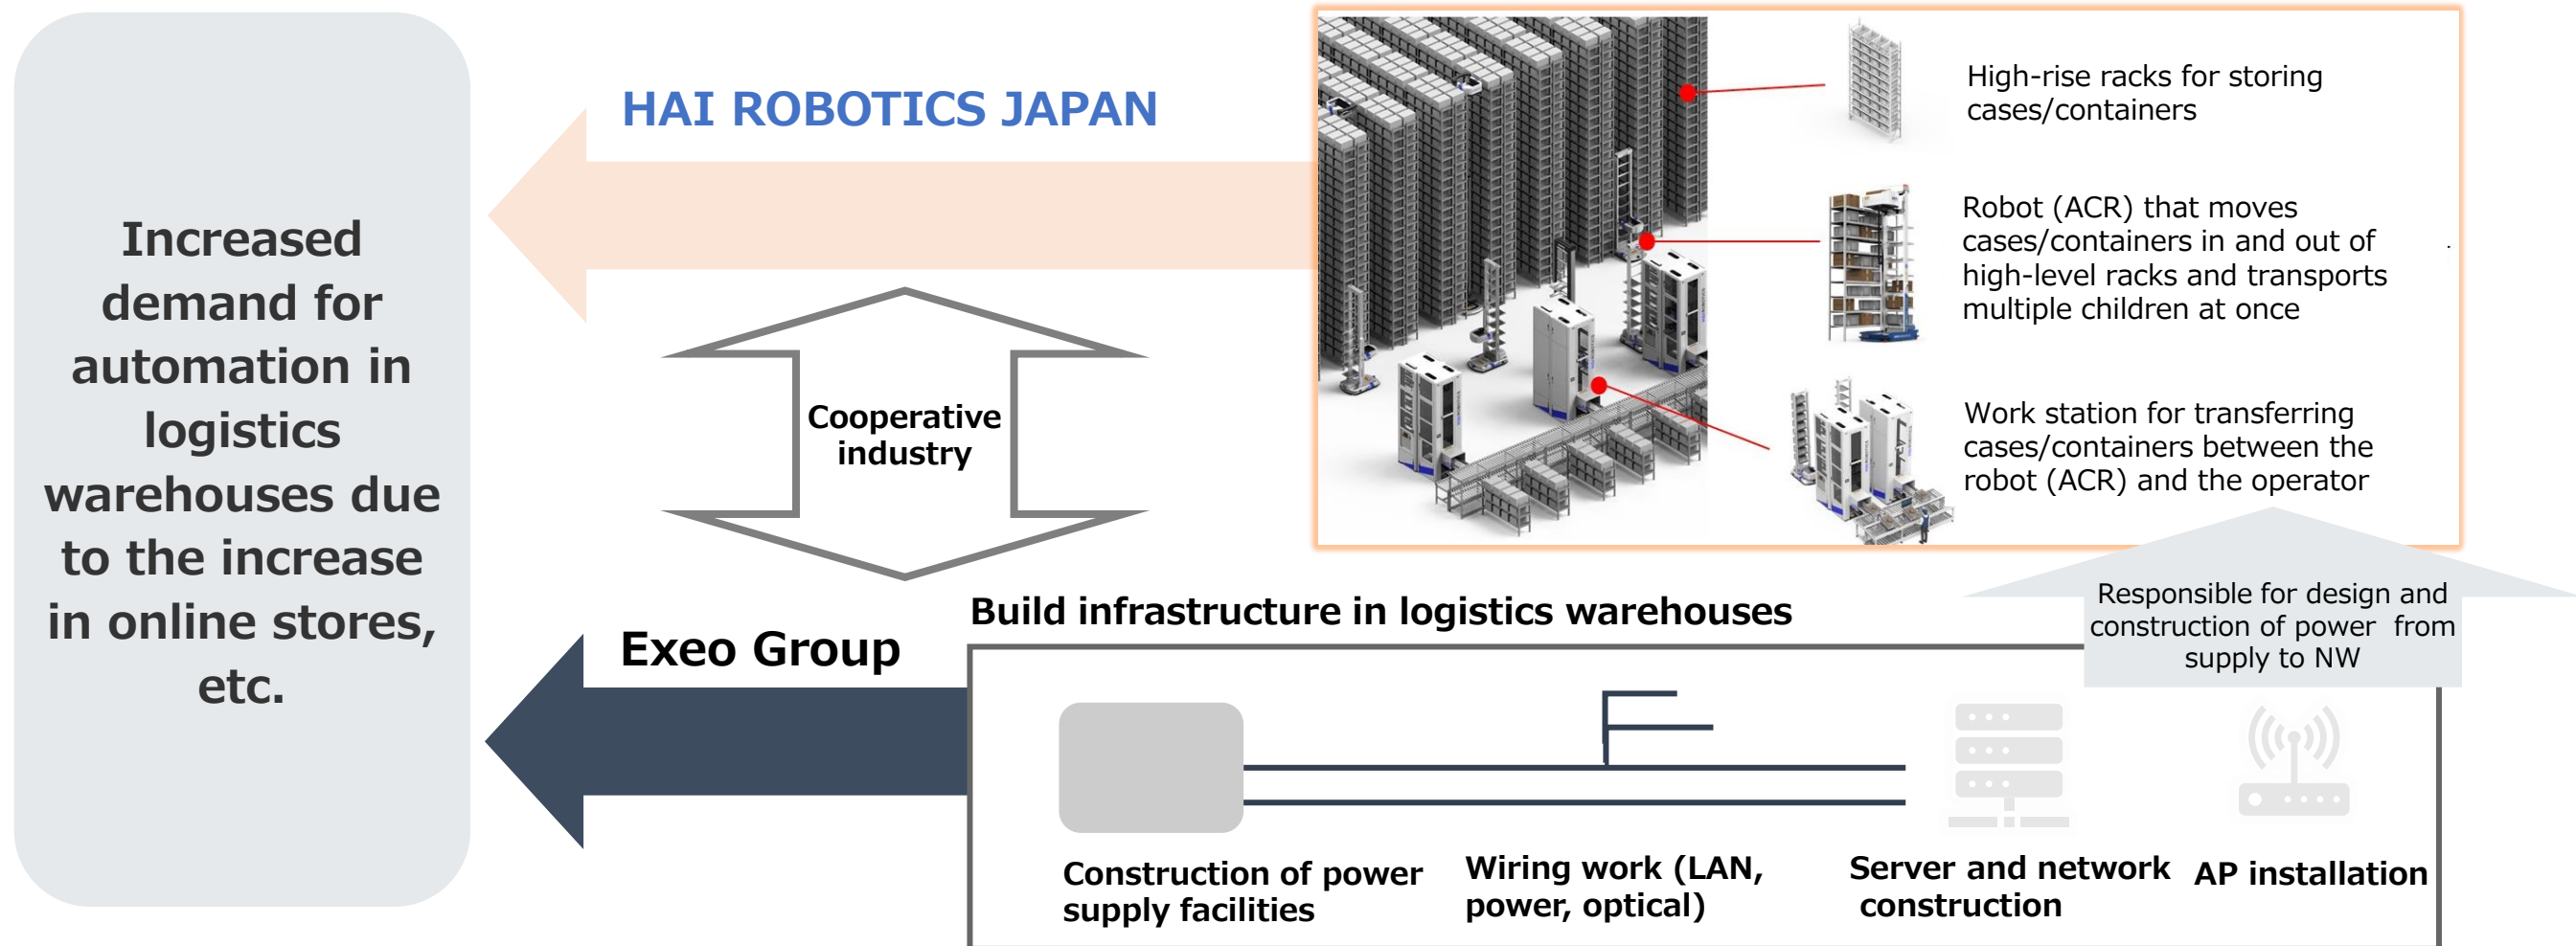 Increased
demand for
automation in
logistics
warehouses due
to the increase
in online stores,
etc.
HAI ROBOTICS JAPAN
High-rise racks for storing
cases/containers
Robot (ACR) that moves
cases/containers in and out of
high-level racks and transports
multiple children at once
Work station for transferring
cases/containers between the
robot (ACR) and the operator
Cooperative
industry
Responsible for design and
construction of power from
supply to NW
Build infrastructure in logistics warehouses
Exeo Group
Construction of power
supply facilities
Wiring work (LAN,
power, optical)
Server and network
construction
AP installation